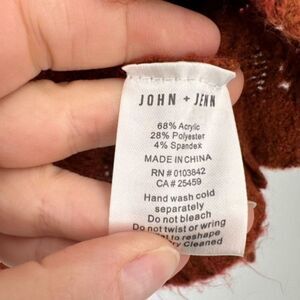 JOHN + JENN
68% Acrylic
28% Polyester
4% Spandex
MADE IN CHINA
RN # 0103842
CA # 25459
Hand wash cold
separately
Do not bleach
Do not twist or wring
to reshape
Cleaned